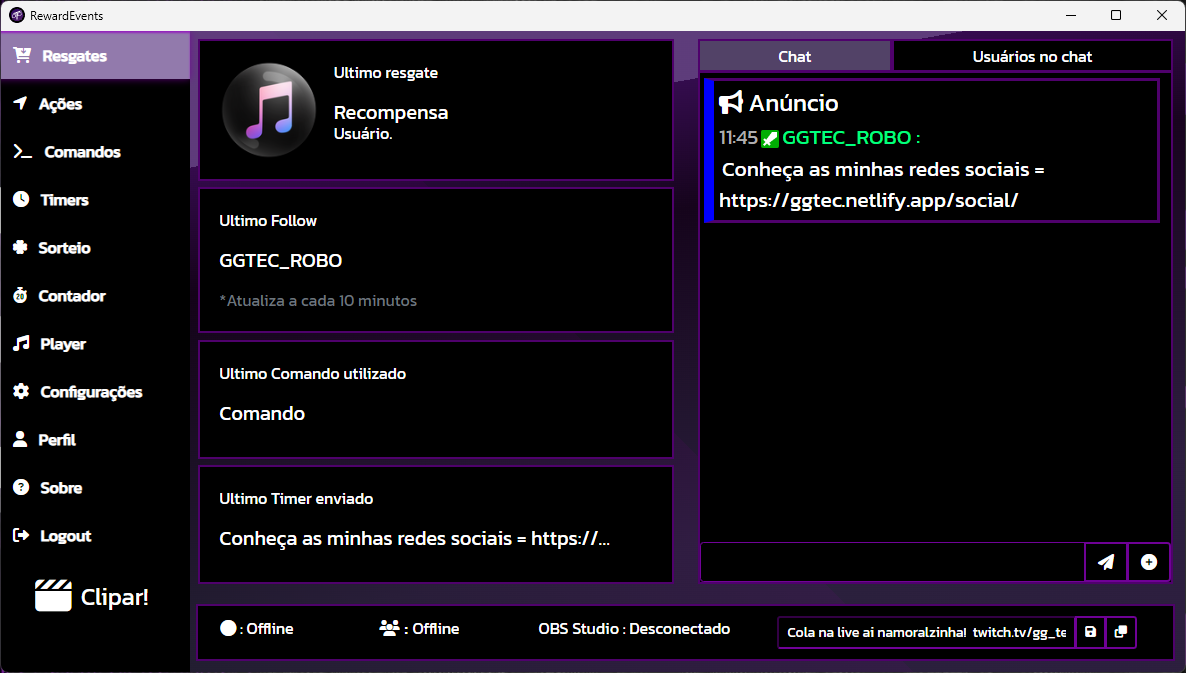 RewardEvents
Resgates
Ações
Comandos
Timers
Sorteio
20
Contador
Player
Configurações
Perfil
Sobre
Logout
Clipar!
Ultimo resgate
Recompensa
Usuário.
Ultimo Follow
GGTEC_ROBO
*Atualiza a cada 10 minutos
Ultimo Comando utilizado
Comando
Ultimo Timer enviado
Conheça as minhas redes sociais = https://...
Chat
Usuários no chat
Anúncio
11:45 GGTEC_ROBO :
Conheça as minhas redes sociais =
https://ggtec.netlify.app/social/
: Offline
: Offline
OBS Studio : Desconectado
Cola na live ai namoralzinha! twitch.tv/gg_te